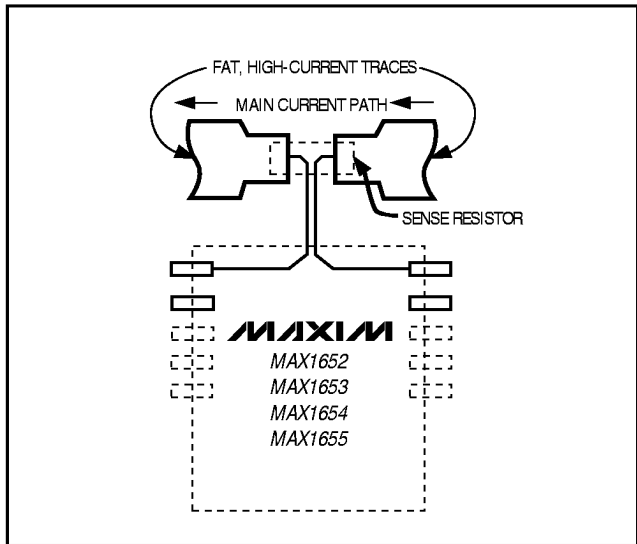 FAT, HIGH-CURRENT TRACES
MAIN CURRENT PATH
SENSE RESISTOR
MAXIM
MAX1652
MAX1653
MAX1654
MAX1655